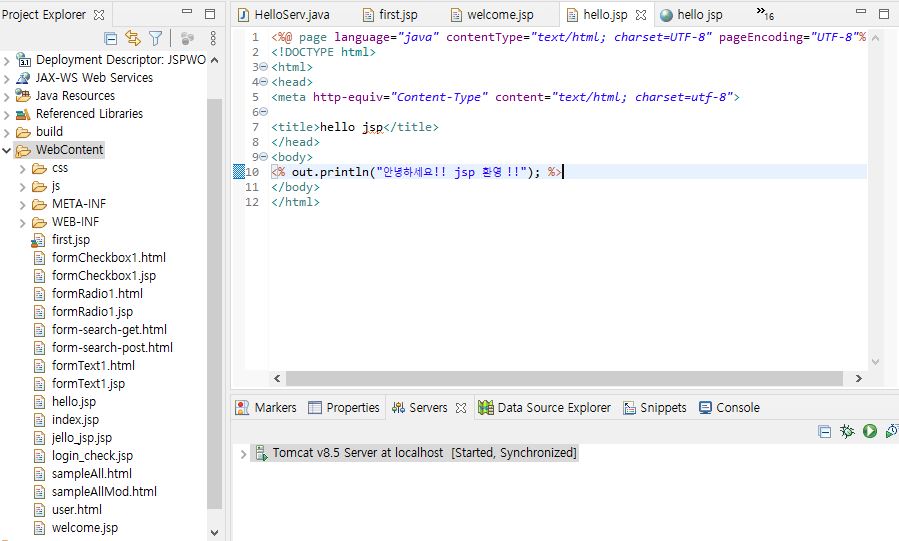 Project Explorer
Deployment Descriptor: JSPWO
JAX-WS Web Services
Java Resources
Referenced Libraries
build
WebContent
css
js
META-INF
WEB-INF
first.jsp
formCheckbox1.html
formCheckbox1.jsp
formRadio1.html
formRadio1.jsp
form-search-get.html
form-search-post.html
formText1.html
formText1.jsp
hello.jsp
index.jsp
jello_jsp.jsp
login_check.jsp
sampleAll.html
sampleAllMod.html
user.html
welcome.jsp
HelloServ.java first.jsp welcome.jsp hello.jsp hello jsp »16
1 <%@ page language="java" contentType="text/html; charset=UTF-8" pageEncoding="UTF-8"%
2 <!DOCTYPE html>
3 <html>
4 <head>
5 <meta http-equiv="Content-Type" content="text/html; charset=utf-8">
6
7 <title>hello jsp</title>
8 </head>
9 <body>
10 <% out.println("안녕하세요!! jsp 환영 !!"); %>
11 </body>
12 </html>
Markers Properties Servers Data Source Explorer Snippets Console
Tomcat v8.5 Server at localhost [Started, Synchronized]